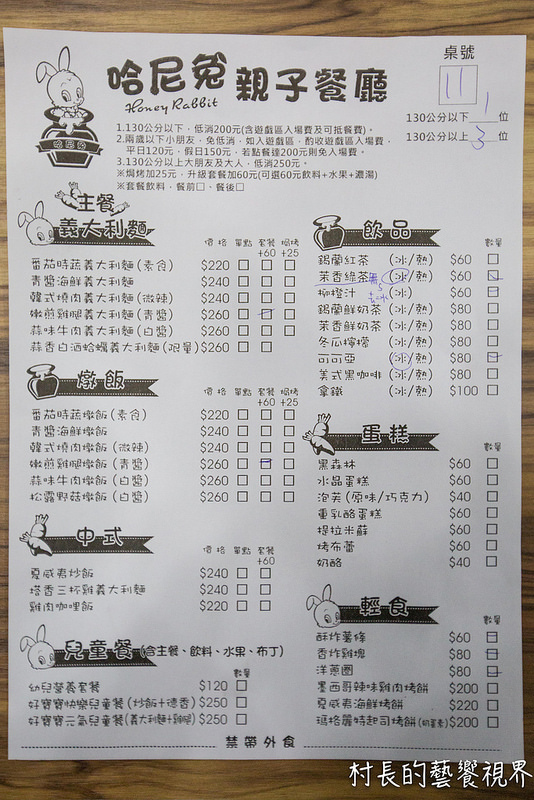 哈尼兔 親子餐廳
Honey Rabbit
哈尼兔
桌號
11
130公分以下 1 位
130公分以上 3 位
1.130公分以下,低消200元(含遊戲區入場費及可抵餐費)。
2.兩歲以下小朋友,免低消,如入遊戲區,酌收遊戲區入場費,
平日120元,假日150元,若點餐達200元則免入場費。
3.130公分以上大朋友及大人,低消250元。
※焗烤加25元,升級套餐加60元(可選60元飲料+水果+濃湯)
※套餐飲料,餐前□、餐後□
主餐
義大利麵
價格 單點 套餐+60 焗烤+25
番茄時蔬義大利麵(素食) $220 □ □ □
青醬海鮮義大利麵 $240 □ □ □
韓式燒肉義大利麵(微辣) $240 □ □ □
嫩煎雞腿義大利麵(青醬) $260 □ □ □
蒜味牛肉義大利麵(白醬) $260 □ □ □
蒜香白酒蛤蠣義大利麵(限量) $260 □ □
燉飯
價格 單點 套餐+60 焗烤+25
番茄時蔬燉飯(素食) $220 □ □ □
青醬海鮮燉飯 $240 □ □ □
韓式燒肉燉飯(微辣) $240 □ □ □
嫩煎雞腿燉飯(青醬) $260 □ □ □
蒜味牛肉燉飯(白醬) $260 □ □ □
松露野菇燉飯(白醬) $260 □ □ □
中式
價格 單點 套餐+60
夏威夷炒飯 $240 □ □
塔香三杯雞義大利麵 $240 □ □
雞肉咖哩飯 $220 □ □
兒童餐(含主餐、飲料、水果、布丁)
數量
幼兒營養套餐 $120 □
好寶寶快樂兒童餐(炒飯+德香) $250 □
好寶寶元氣兒童餐(義大利麵+雞腿) $250 □
飲品
數量
錫蘭紅茶 (冰/熱) $60 □
茉香綠茶 (冰/熱) $60 □
柳橙汁 (冰) $60 □
錫蘭鮮奶茶 (冰/熱) $80 □
茉香鮮奶茶 (冰/熱) $80 □
冬瓜檸檬 (冰/熱) $80 □
可可亞 (冰/熱) $80 □
美式黑咖啡 (冰/熱) $80 □
拿鐵 (冰/熱) $100 □
蛋糕
數量
黑森林 $60 □
水晶蛋糕 $60 □
泡芙(原味/巧克力) $40 □
重乳酪蛋糕 $60 □
提拉米蘇 $60 □
烤布蕾 $60 □
奶酪 $40 □
輕食
數量
酥炸薯條 $60 □
香炸雞塊 $80 □
洋蔥圈 $80 □
墨西哥辣味雞肉烤餅 $200 □
夏威夷海鮮烤餅 $220 □
瑪格麗特起司烤餅(奶蛋素) $200 □
禁帶外食
村長的藝饗視界